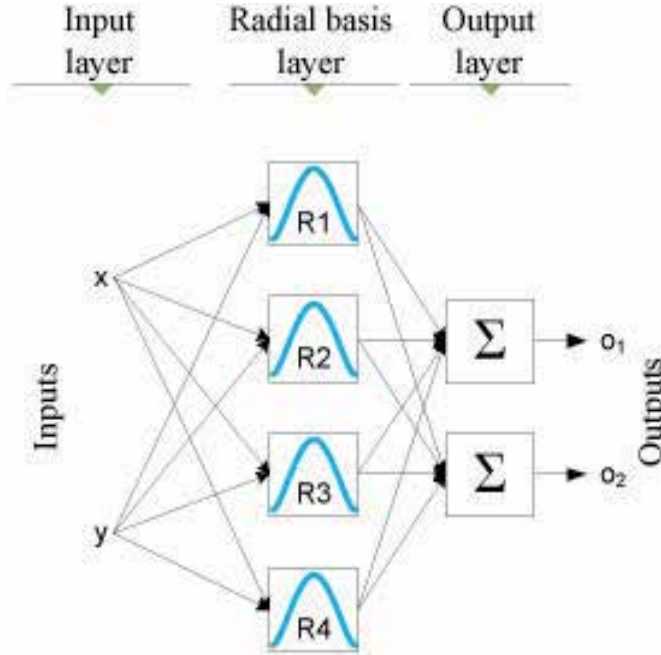 Input
layer
Radial basis
layer
Output
layer
Inputs
x
y
R1
R2
R3
R4
Σ
Σ
o₁
o₂
Outputs